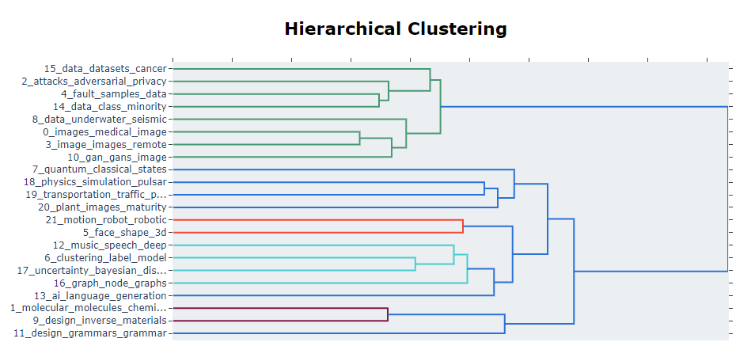 Hierarchical Clustering
15_data_datasets_cancer
2_attacks_adversarial_privacy
4_fault_samples_data
14_data_class_minority
8_data_underwater_seismic
0_images_medical_image
3_image_images_remote
10_gan_gans_image
7_quantum_classical_states
18_physics_simulation_pulsar
19_transportation_traffic_p...
20_plant_images_maturity
21_motion_robot_robotic
5_face_shape_3d
12_music_speech_deep
6_clustering_label_model
17_uncertainty_bayesian_dis...
16_graph_node_graphs
13_ai_language_generation
1_molecular_molecules_chemi...
9_design_inverse_materials
11_design_grammars_grammar